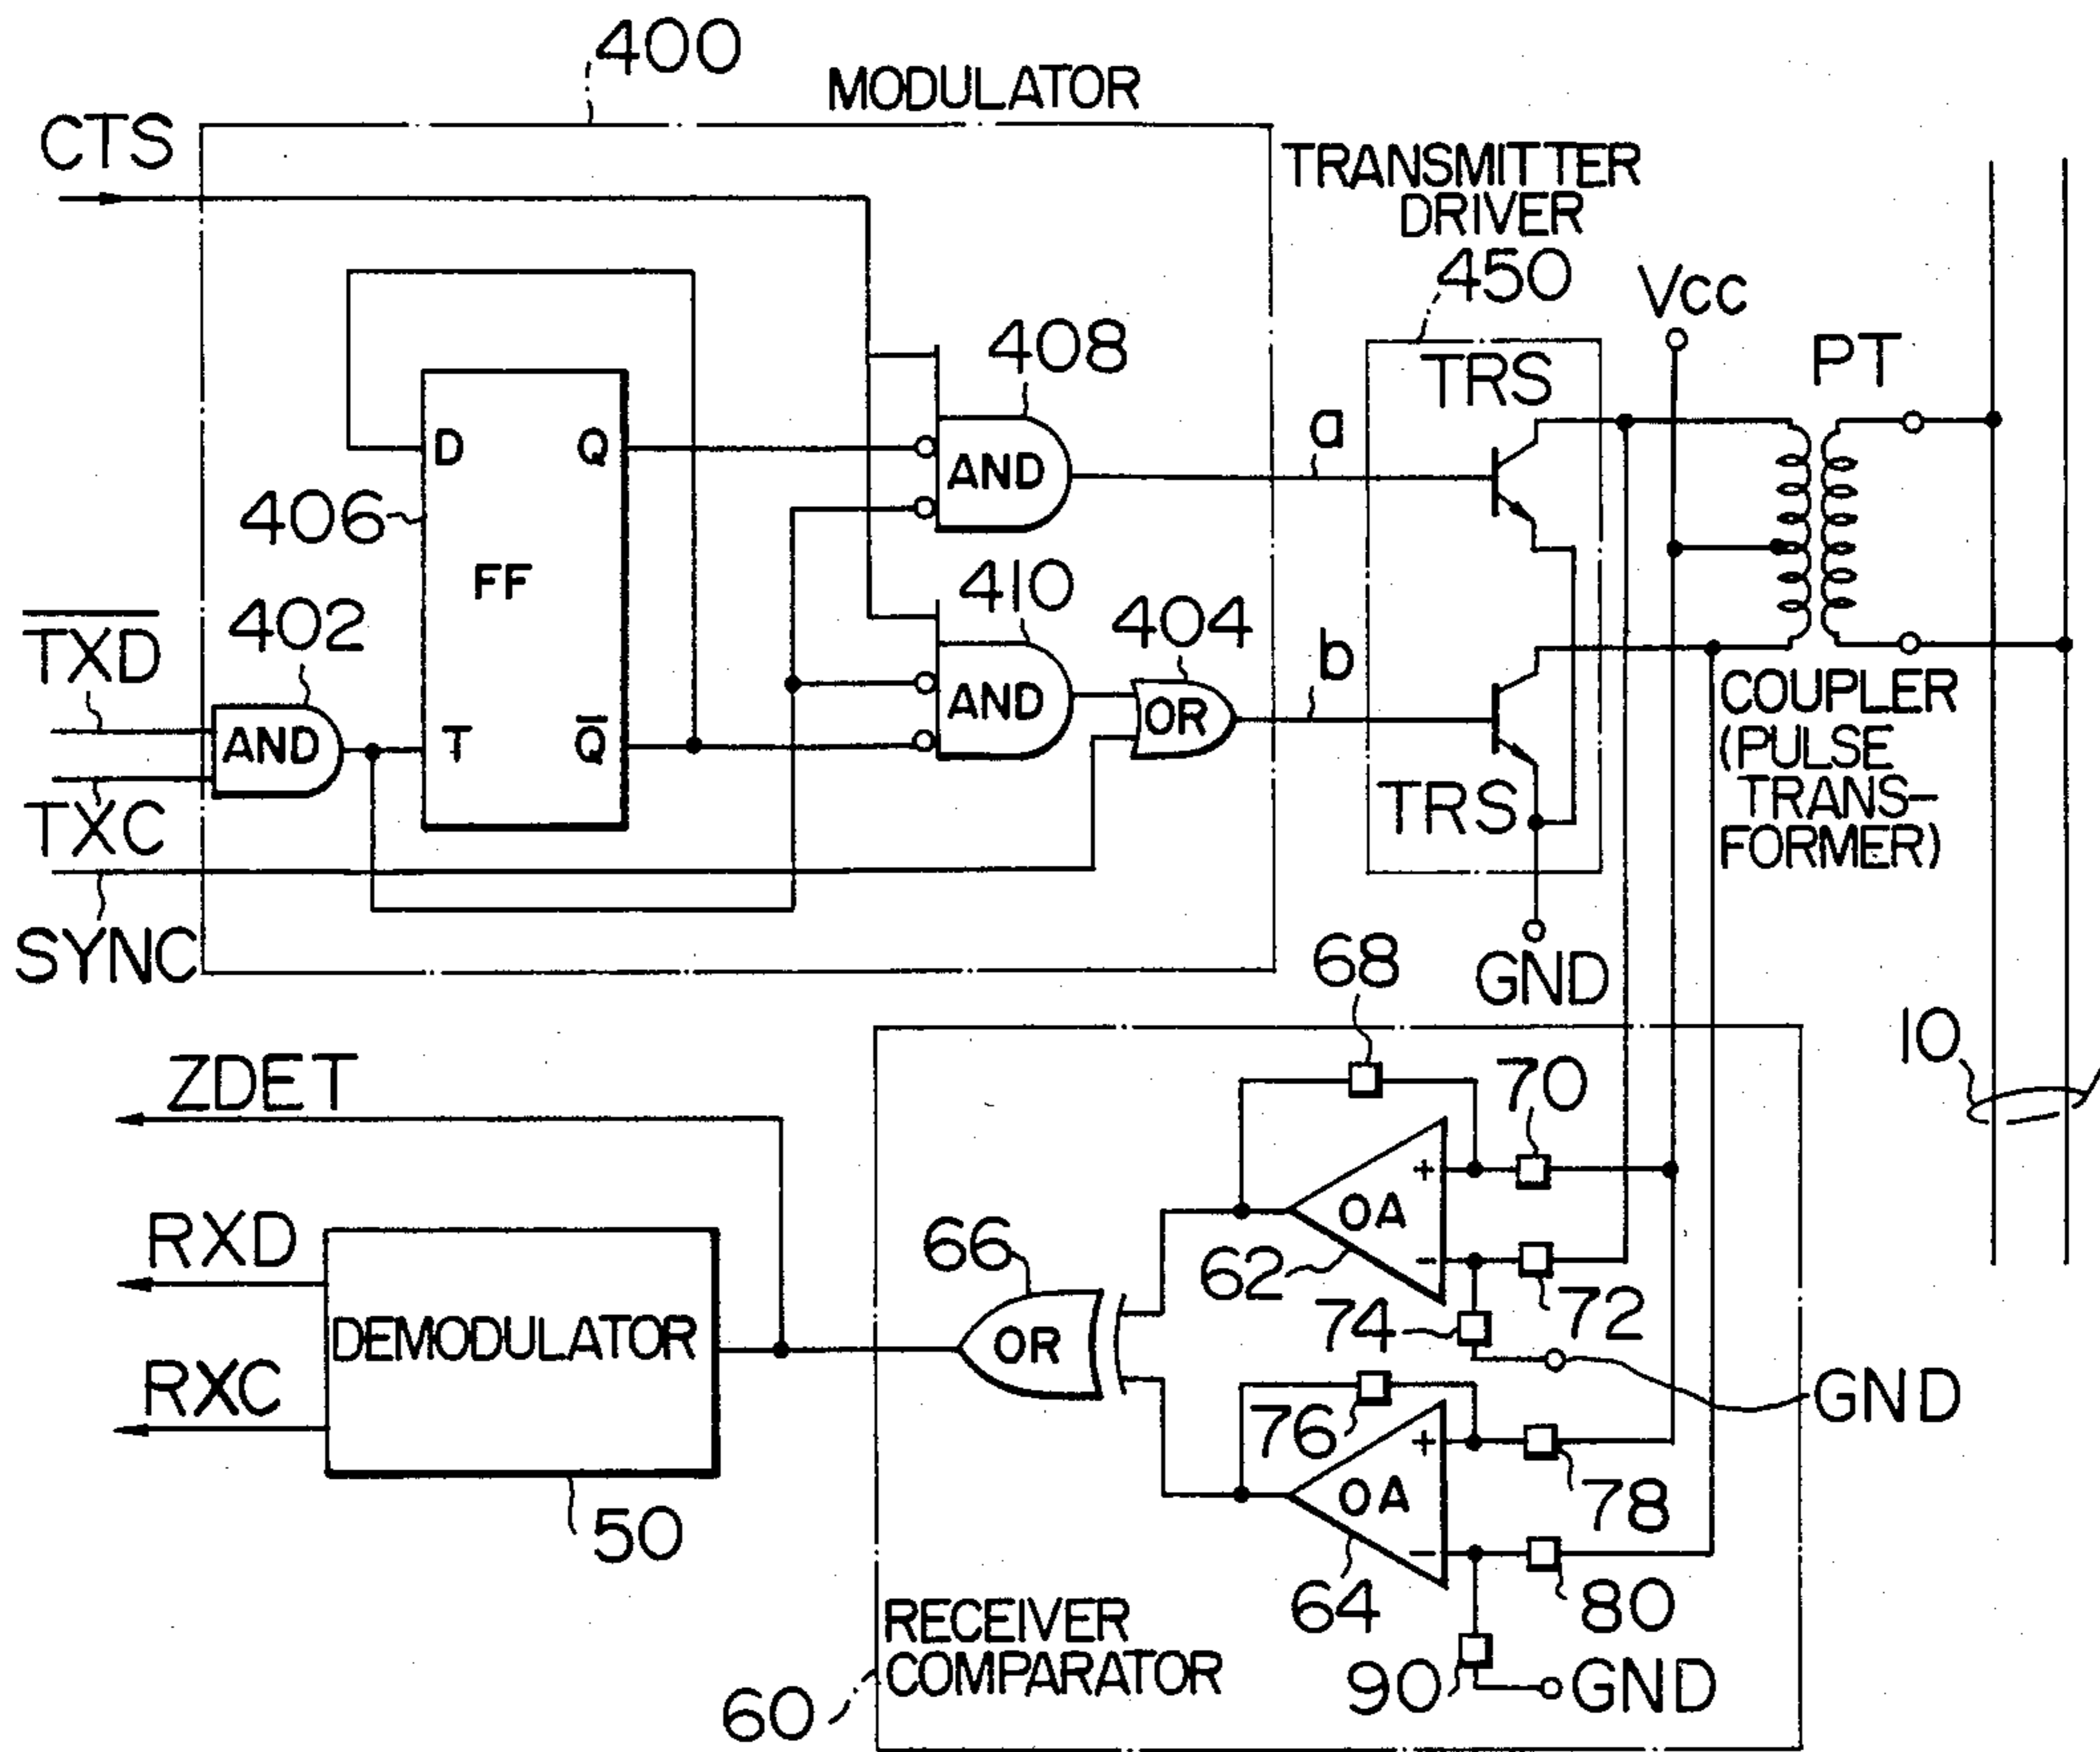 400
MODULATOR
CTS
TRANSMITTER
DRIVER
450
Vcc
PT
TRS
408
a
D
Q
AND
406
FF
410
404
402
b
TXD
AND
OR
COUPLER
(PULSE
TRANS-
FORMER)
AND
T
Q
TXC
TRS
SYNC
GND
68
10
ZDET
70
+
OA
RXD
66
62
-
72
DEMODULATOR
OR
74
RXC
GND
76
+
OA
78
50
-
64
80
RECEIVER
COMPARATOR
60
90
GND